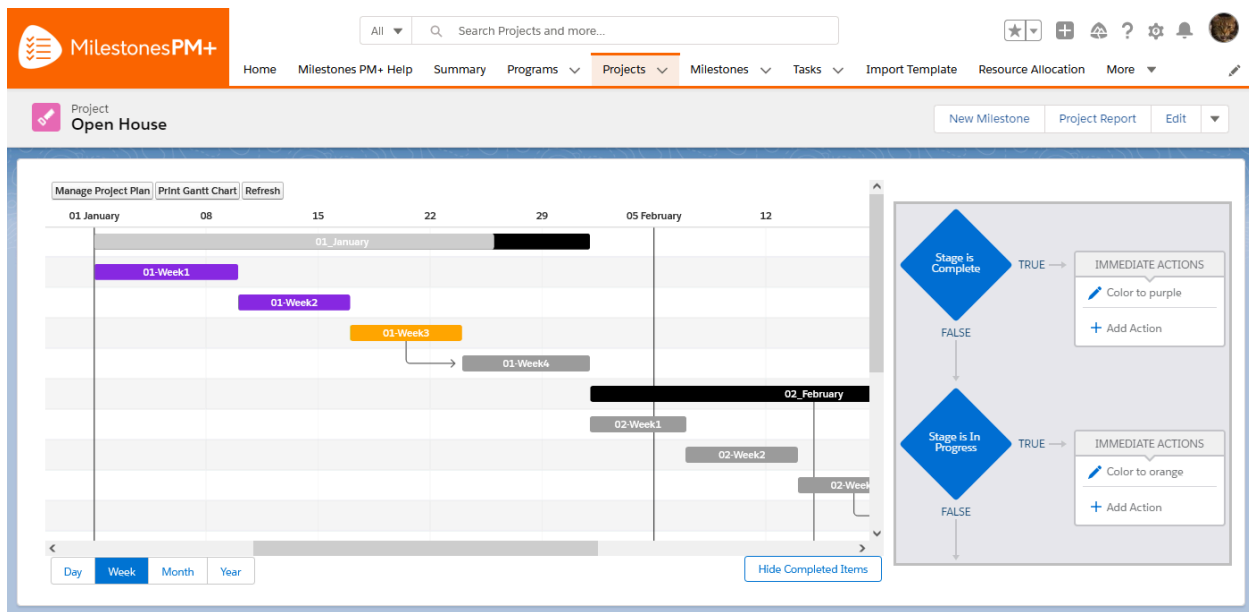 All
Search Projects and more...
MilestonesPM+
Home Milestones PM+ Help Summary Programs Projects Milestones Tasks Import Template Resource Allocation More
Project
Open House
New Milestone Project Report Edit
Manage Project Plan Print Gantt Chart Refresh
01 January 08 15 22 29 05 February 12
01_January
01-Week1
01-Week2
01-Week3
01-Week4
02_February
02-Week1
02-Week2
02-Week
Day Week Month Year
Hide Completed Items
Stage is
Complete
TRUE
IMMEDIATE ACTIONS
Color to purple
+ Add Action
FALSE
Stage is In
Progress
TRUE
IMMEDIATE ACTIONS
Color to orange
+ Add Action
FALSE